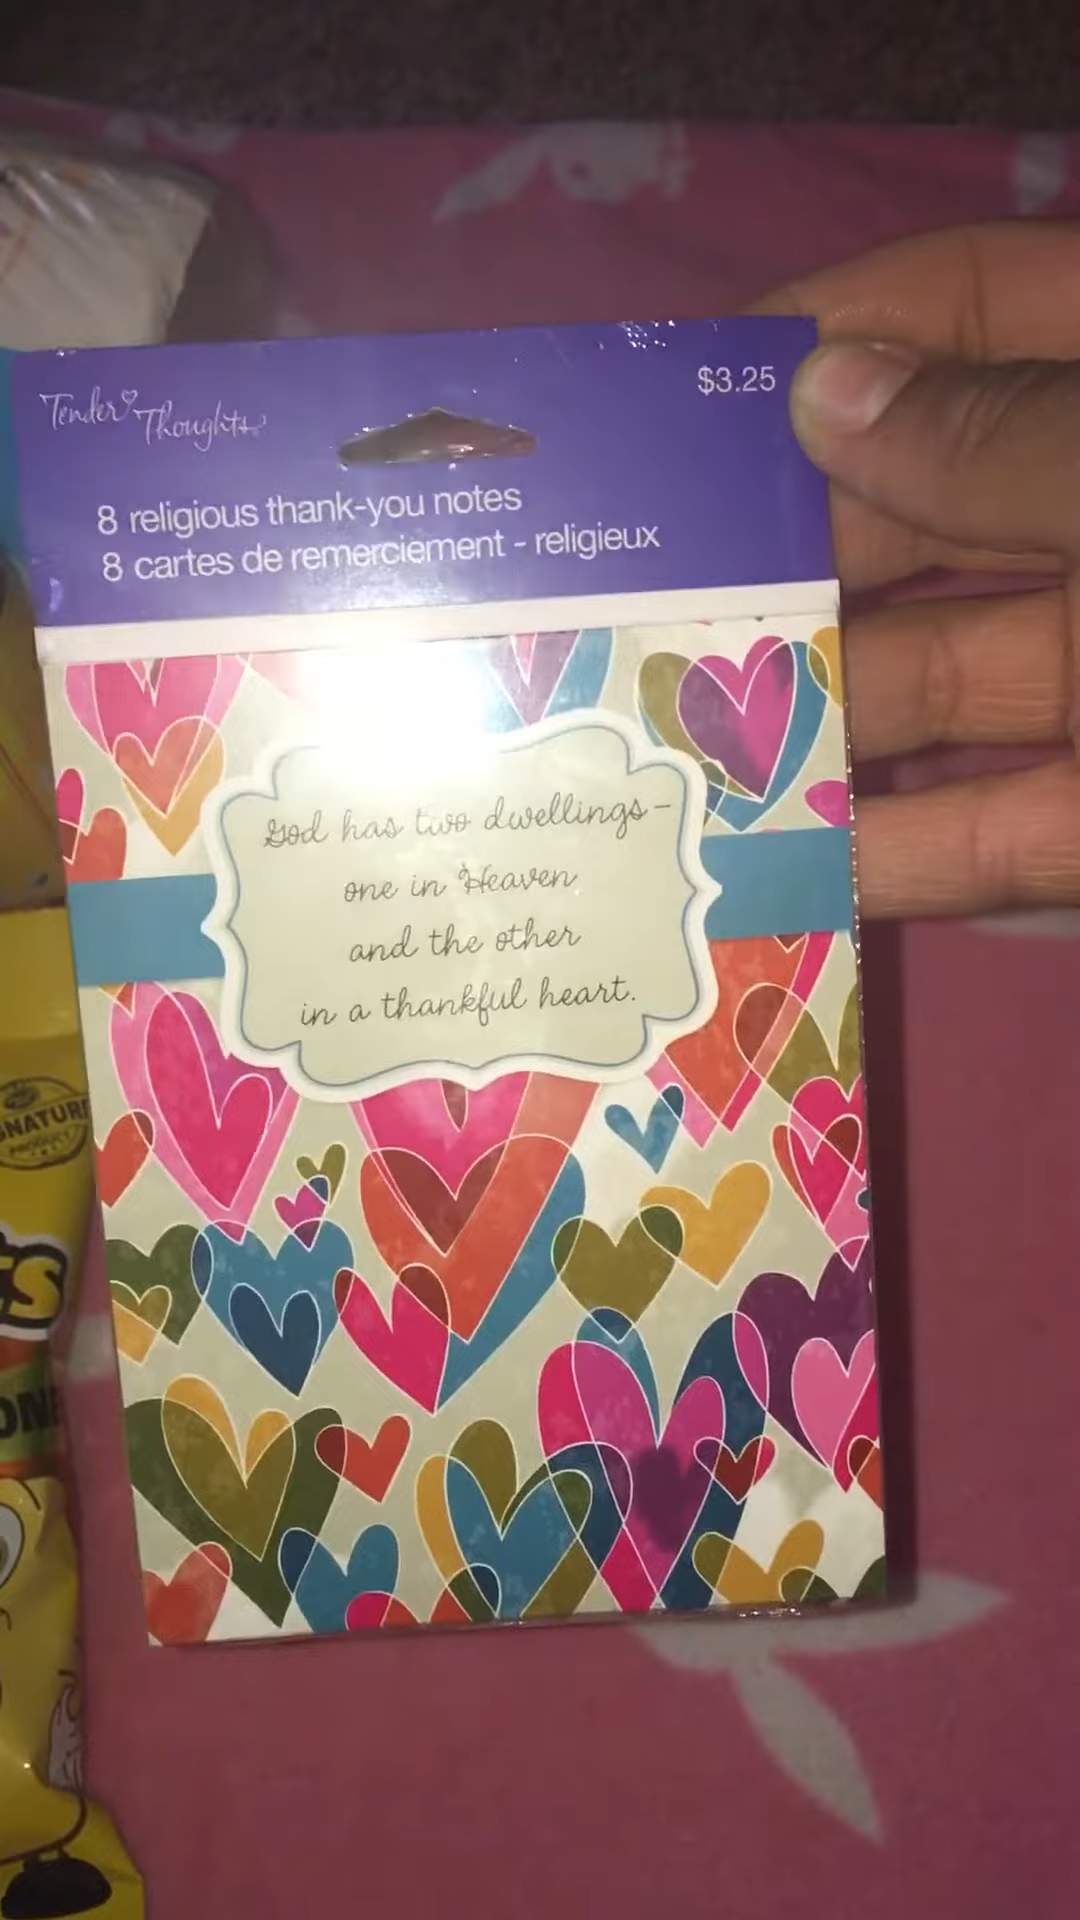 Tender Thoughts
$3.25
8 religious thank-you notes
8 cartes de remerciement - religieux
God has two dwellings –
one in Heaven
and the other
in a thankful heart.
PRODUCT